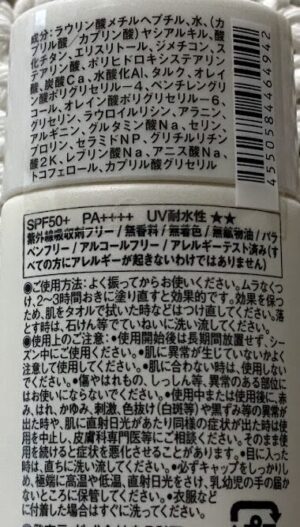 成分:ラウリン酸メチルヘプチル、水、(カ
プリル酸/カプリン酸)ヤシアルキル、酸
化チタン、エリスリトール、ジメチコン、ス
テアリン酸、ポリヒドロキシステアリン
酸、炭酸Ca、水酸化Al、タルク、オレイ
ン酸ポリグリセリル-4、ペンチレングリ
コール、オレイン酸ポリグリセリル-6、
グリセリン、ラウロイルリシン、アラニン、
アルギニン、グルタミン酸Na、セリン、
プロリン、セラミドNP、グリチルリチン
酸2K、レブリン酸Na、アニス酸Na、
トコフェロール、カプリル酸グリセリル
4550584464942
SPF50+ PA++++ UV耐水性★★
紫外線吸収剤フリー/無香料/無着色/無鉱物油/パラ
ベンフリー/アルコールフリー/アレルギーテスト済み(す
べての方にアレルギーが起きないわけではありません)
●ご使用方法:よく振ってからお使いください。ムラなくつ
け、2~3時間おきに塗り直すと効果的です。効果を保つ
ため、肌をタオルで拭いた時などはつけ直してください。落
とす時は、石けん等でていねいに洗い流してください。
●使用上のご注意:・使用開始後は長期間放置せず、シー
ズン中にご使用ください。・肌に異常が生じていないかよく
注意して使用してください。・肌に合わない時は、使用しな
いでください。・傷やはれもの、しっしん等、異常のある部位に
はお使いにならないでください。・使用中または使用後に、赤
み、はれ、かゆみ、刺激、色抜け(白斑等)や黒ずみ等の異常が
出た時や、肌に直射日光があたり同様の症状が出た時は使
用を中止し、皮膚科専門医等にご相談ください。そのまま使
用を続けると症状が悪化させることがあります。・目に入った
時は、直ちに洗い流してください。・必ずキャップをしっかりし
め、極端に高温や低温、直射日光をさけ、乳幼児の手の届か
ないところに保管してください。・衣服など
に付着した場合はすぐに洗ってください。